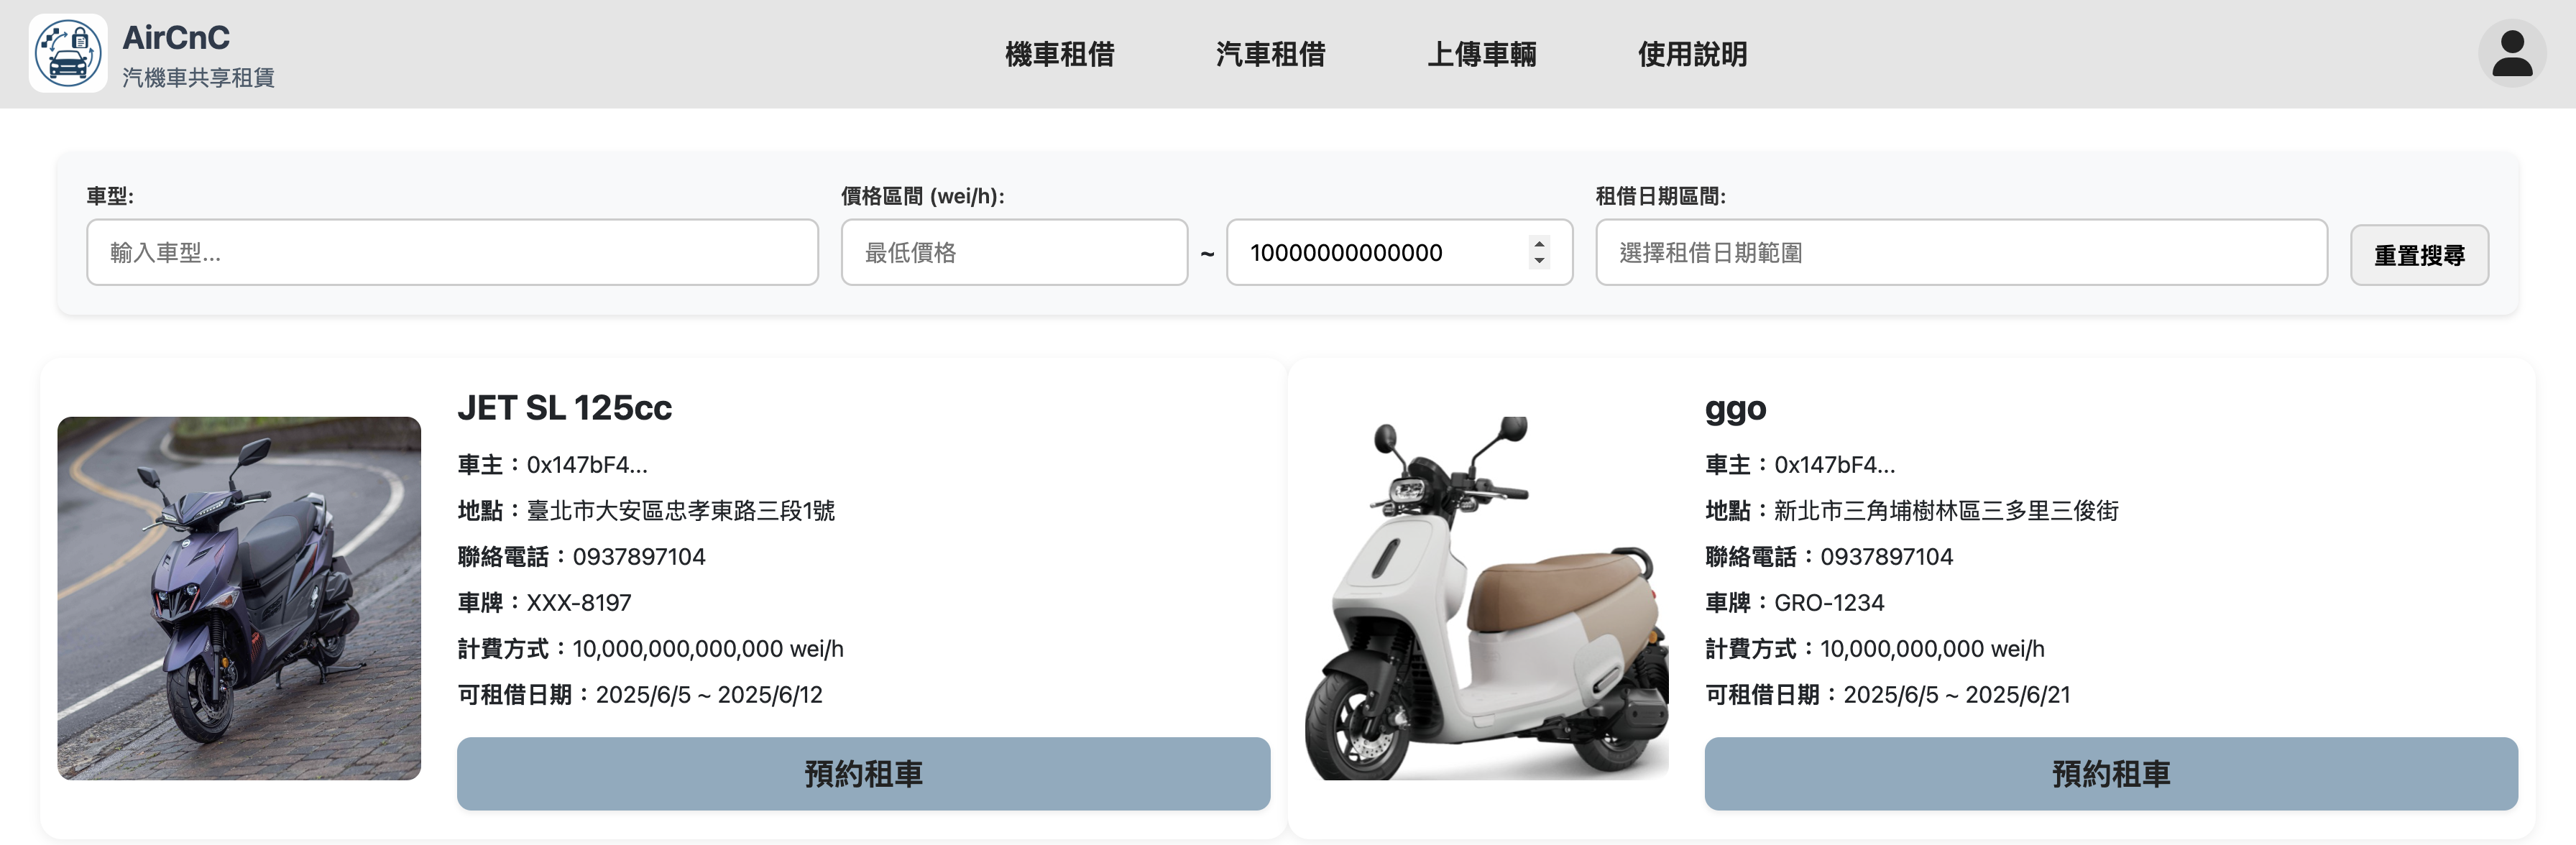 AirCnC
汽機車共享租賃
機車租借 汽車租借 上傳車輛 使用說明
車型: 價格區間 (wei/h): 租借日期區間:
輸入車型... 最低價格 ~ 10000000000000 選擇租借日期範圍 重置搜尋
JET SL 125cc
車主：0x147bF4...
地點：臺北市大安區忠孝東路三段1號
聯絡電話：0937897104
車牌：XXX-8197
計費方式：10,000,000,000,000 wei/h
可租借日期：2025/6/5 ~ 2025/6/12
預約租車
ggo
車主：0x147bF4...
地點：新北市三角埔樹林區三多里三俊街
聯絡電話：0937897104
車牌：GRO-1234
計費方式：10,000,000,000 wei/h
可租借日期：2025/6/5 ~ 2025/6/21
預約租車